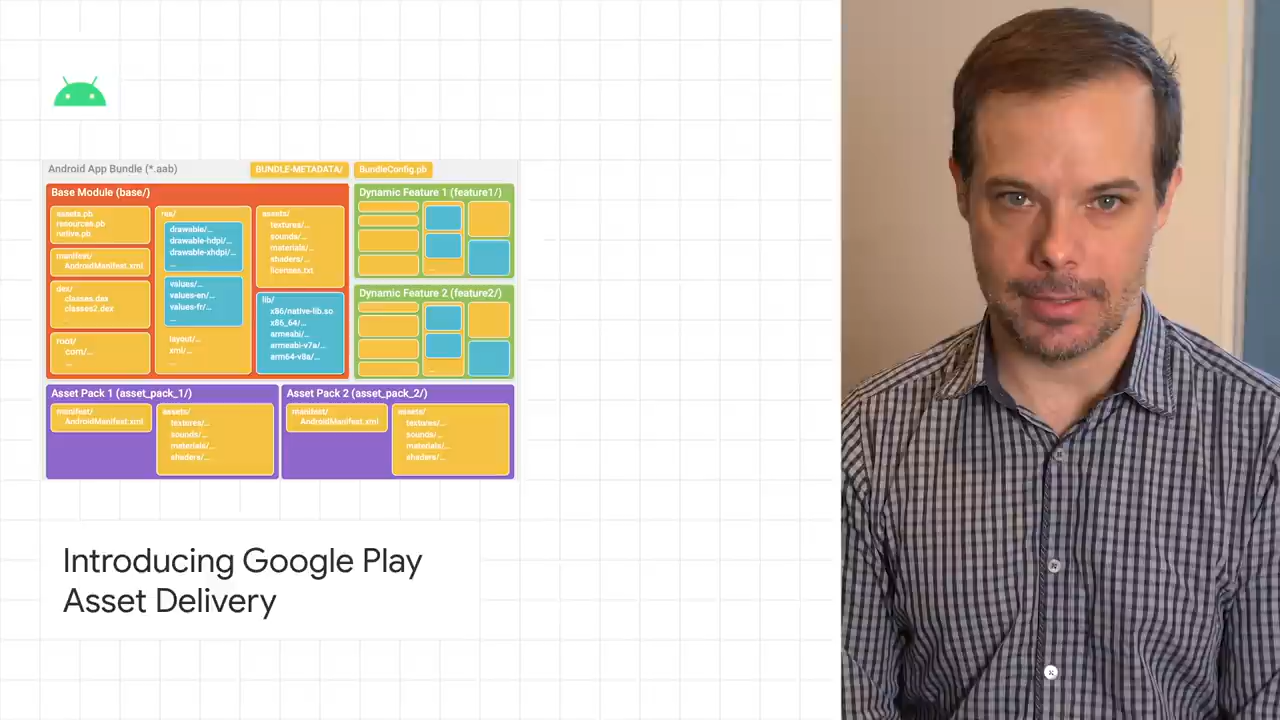 Android App Bundle (*.aab)
BUNDLE-METADATA/
BundleConfig.pb
Base Module (base/)
assets.pb
resources.pb
native.pb
manifest/
AndroidManifest.xml
dex/
classes.dex
classes2.dex
...
root/
com/...
...
res/
drawable/...
drawable-hdpi/...
drawable-xhdpi/...
...
values/...
values-en/...
values-fr/...
...
layout/...
xml/...
...
assets/
textures/...
sounds/...
materials/...
shaders/...
licenses.txt
lib/
x86/native-lib.so
x86_64/...
armeabi/...
armeabi-v7a/...
arm64-v8a/...
Dynamic Feature 1 (feature1/)
...
Dynamic Feature 2 (feature2/)
...
Asset Pack 1 (asset_pack_1/)
manifest/
AndroidManifest.xml
assets/
textures/...
sounds/...
materials/...
shaders/...
Asset Pack 2 (asset_pack_2/)
manifest/
AndroidManifest.xml
assets/
textures/...
sounds/...
materials/...
shaders/...
Introducing Google Play
Asset Delivery